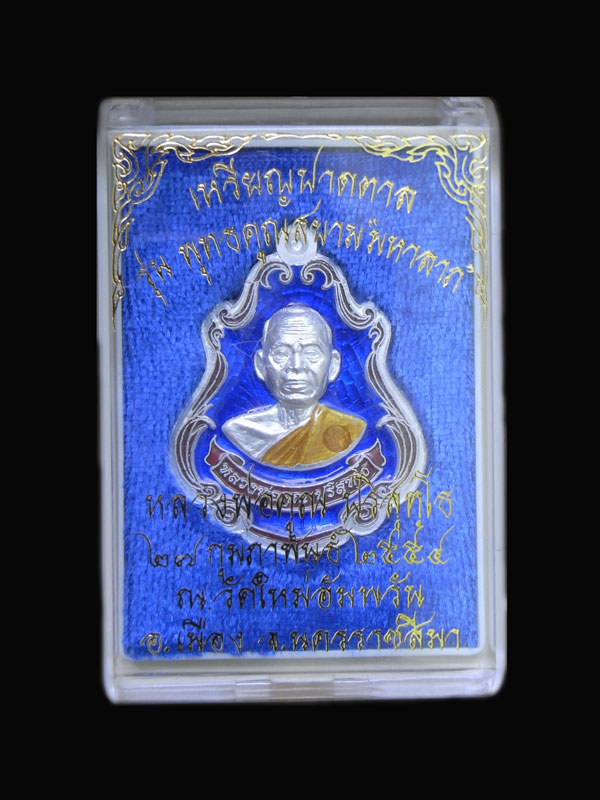 เหรียญฟาดตาล
รุ่น พุทธคุณสยามมหาลาภ
หลวงพ่อคูณ ปริสุทฺโธ
๒๗ กุมภาพันธ์ ๒๕๕๔
ณ วัดใหม่อัมพวัน
อ.เมือง จ.นครราชสีมา